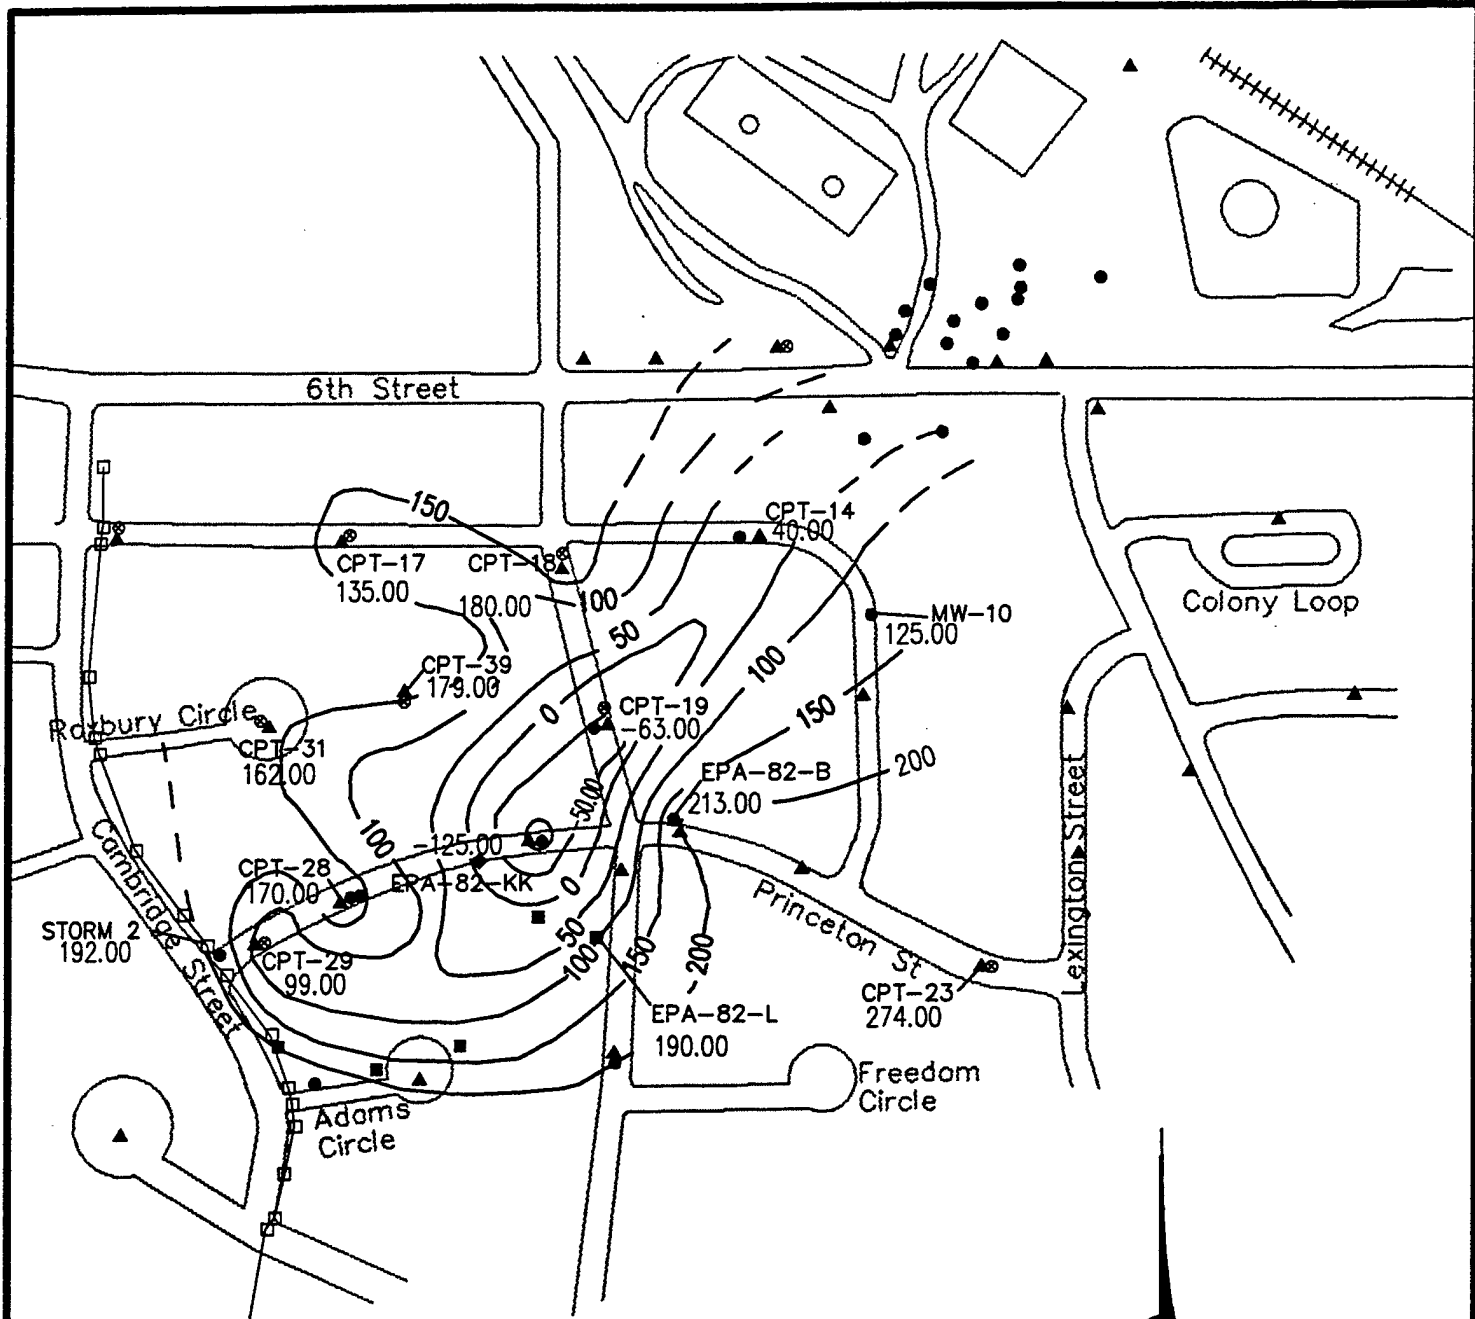 6th Street
150
CPT-14
40.00
CPT-17
135.00
CPT-18
180.00
100
50
MW-10
125.00
Colony Loop
CPT-39
179.00
100
Roxbury Circle
CPT-31
162.00
0
CPT-19
-63.00
150
200
EPA-82-B
213.00
50.00
100
-125.00
EPA-82-KK
0
CPT-28
170.00
Cambridge Street
STORM 2
192.00
CPT-29
99.00
50
100
150
200
Princeton St
Lexington Street
CPT-23
274.00
EPA-82-L
190.00
Freedom
Circle
Adams
Circle